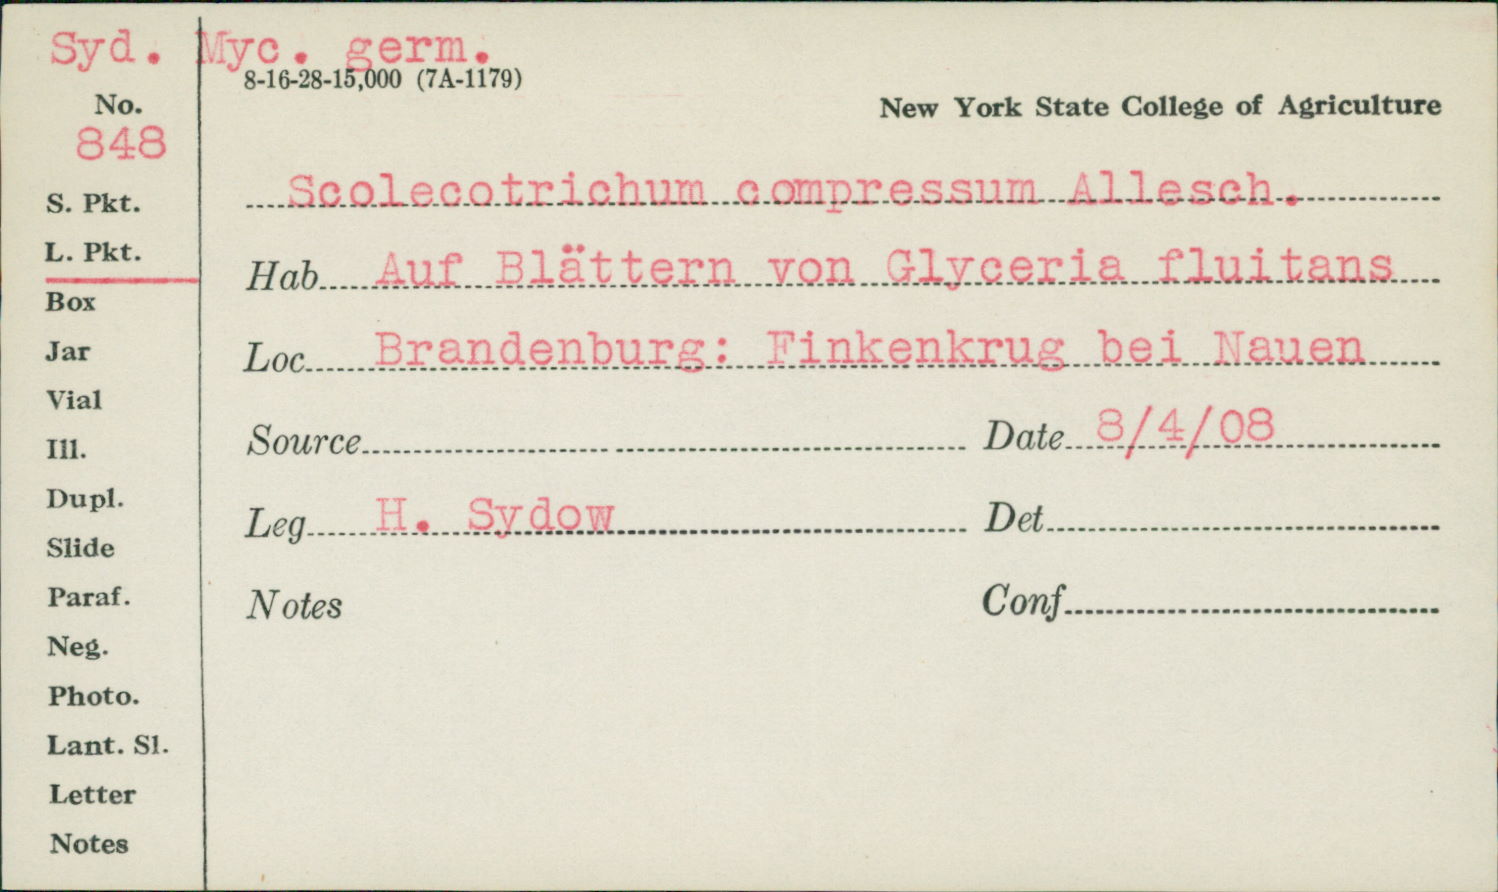 Syd. Myc. germ.
8-16-28-15,000 (7A-1179)
No.
New York State College of Agriculture
848
Scolecotrichum compressum Allesch.
S. Pkt.
L. Pkt.
Hab. Auf Blättern von Glyceria fluitans
Box
Jar
Loc. Brandenburg: Finkenkrug bei Nauen
Vial
Ill.
Source Date 8/4/08
Dupl.
Leg. H. Sydow Det.
Slide
Paraf.
Notes Conf.
Neg.
Photo.
Lant. Sl.
Letter
Notes